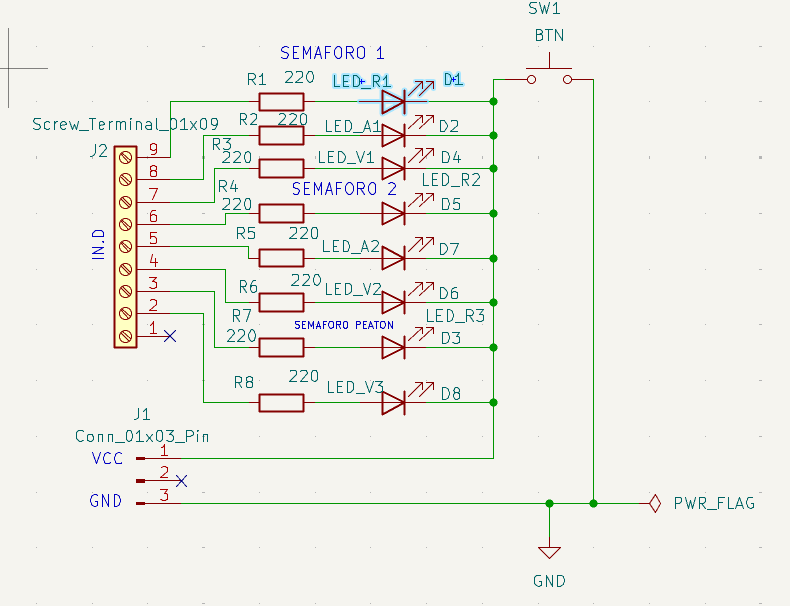 SW1
BTN
SEMAFORO 1
R1 220 LED_R1 D1
Screw_Terminal_01x09
R2 220 LED_A1 D2
J2 9
R3
220 LED_V1 D4
8
7 R4 SEMAFORO 2 LED_R2
220 D5
6
IN.D
5 R5 220 LED_A2 D7
4
3 R6 220 LED_V2 D6
2 R7 SEMAFORO PEATON LED_R3
1 220 D3
R8 220 LED_V3 D8
J1
Conn_01x03_Pin
VCC 1
2
GND 3
PWR_FLAG
GND